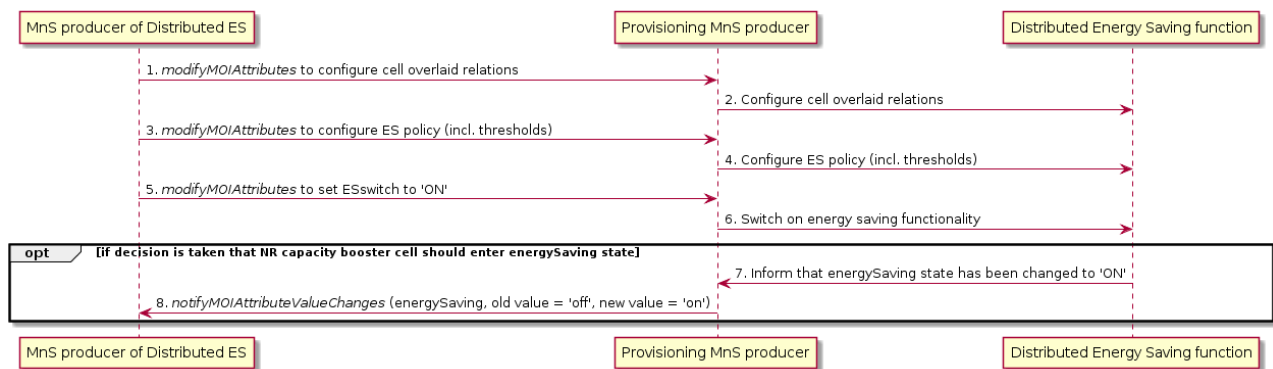 MnS producer of Distributed ES Provisioning MnS producer Distributed Energy Saving function
1. modifyMOIAttributes to configure cell overlaid relations
2. Configure cell overlaid relations
3. modifyMOIAttributes to configure ES policy (incl. thresholds)
4. Configure ES policy (incl. thresholds)
5. modifyMOIAttributes to set ESswitch to 'ON'
6. Switch on energy saving functionality
opt [if decision is taken that NR capacity booster cell should enter energySaving state]
7. Inform that energySaving state has been changed to 'ON'
8. notifyMOIAttributeValueChanges (energySaving, old value = 'off', new value = 'on')
MnS producer of Distributed ES Provisioning MnS producer Distributed Energy Saving function